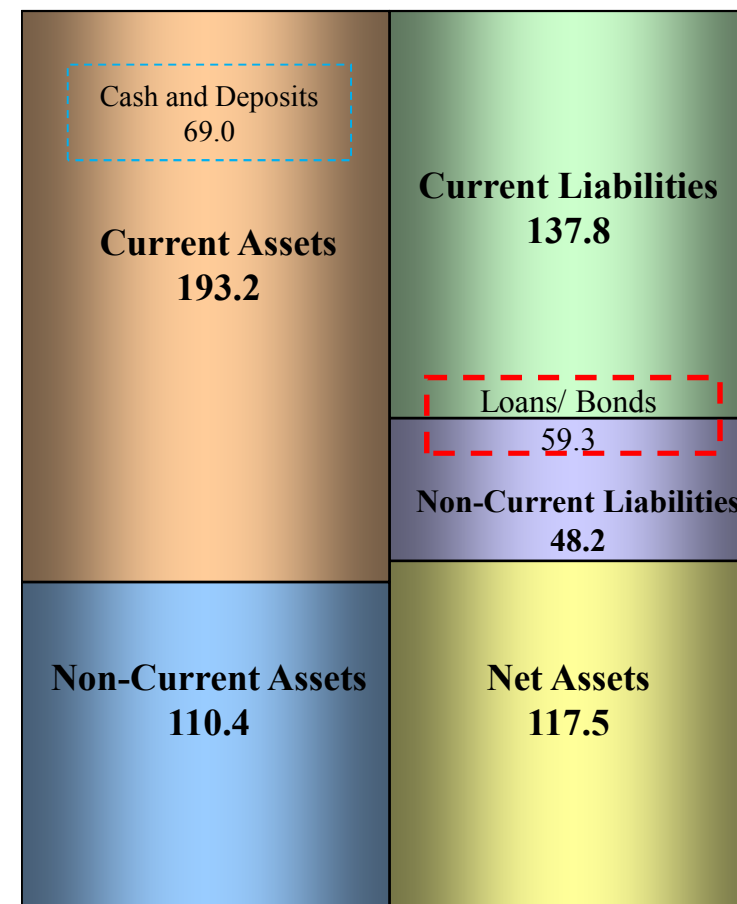 Cash and Deposits
69.0
Current Assets
193.2
Non-Current Assets
110.4
Current Liabilities
137.8
Loans/ Bonds
59.3
Non-Current Liabilities
48.2
Net Assets
117.5